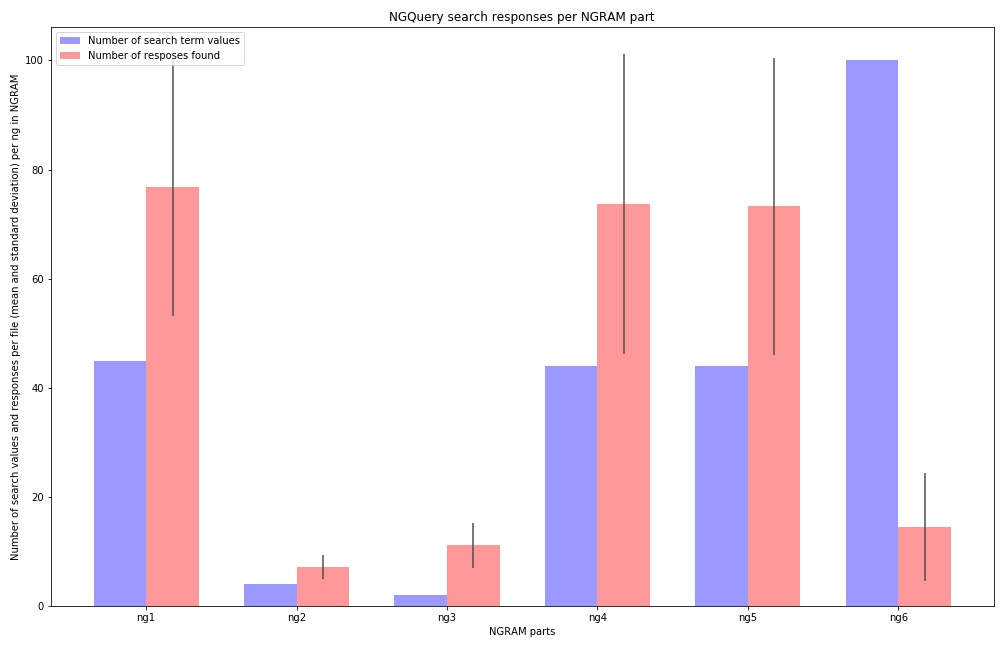 NGQuery search responses per NGRAM part
Number of search term values
Number of resposes found
Number of search values and responses per file (mean and standard deviation) per ng in NGRAM
100
80
60
40
20
0
ng1 ng2 ng3 ng4 ng5 ng6
NGRAM parts